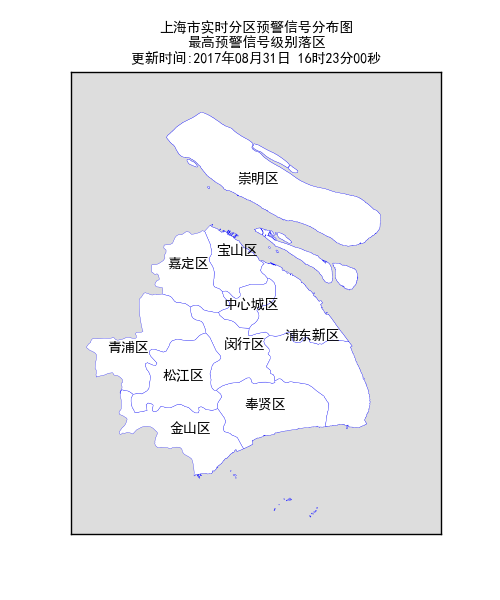 上海市实时分区预警信号分布图
最高预警信号级别落区
更新时间:2017年08月31日 16时23分00秒
崇明区
宝山区
嘉定区
中心城区
浦东新区
闵行区
青浦区
松江区
奉贤区
金山区